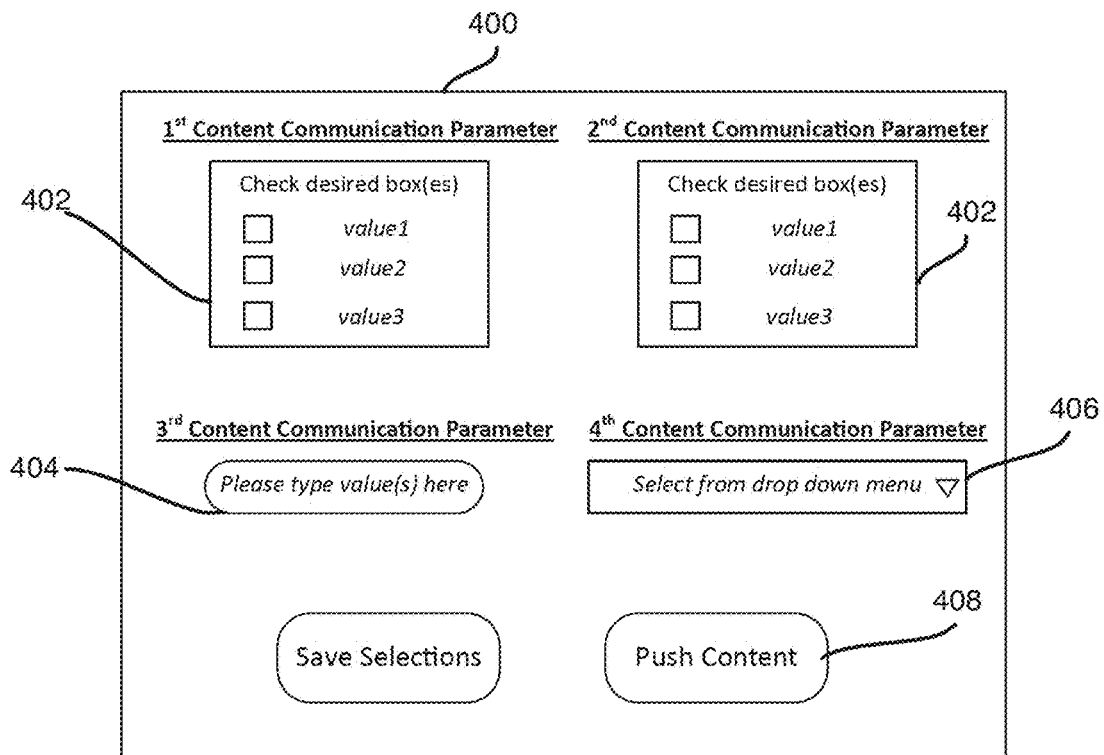 400
1st Content Communication Parameter
2nd Content Communication Parameter
Check desired box(es)
value1
value2
value3
402
Check desired box(es)
value1
value2
value3
402
3rd Content Communication Parameter
4th Content Communication Parameter
406
404
Please type value(s) here
Select from drop down menu
408
Save Selections
Push Content